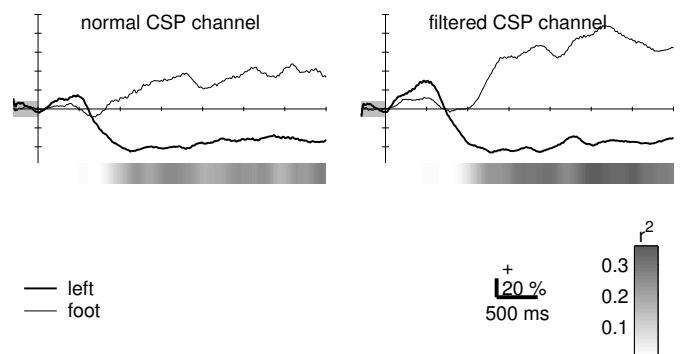 normal CSP channel
filtered CSP channel
r²
0.3
0.2
0.1
left
foot
+
20 %
500 ms